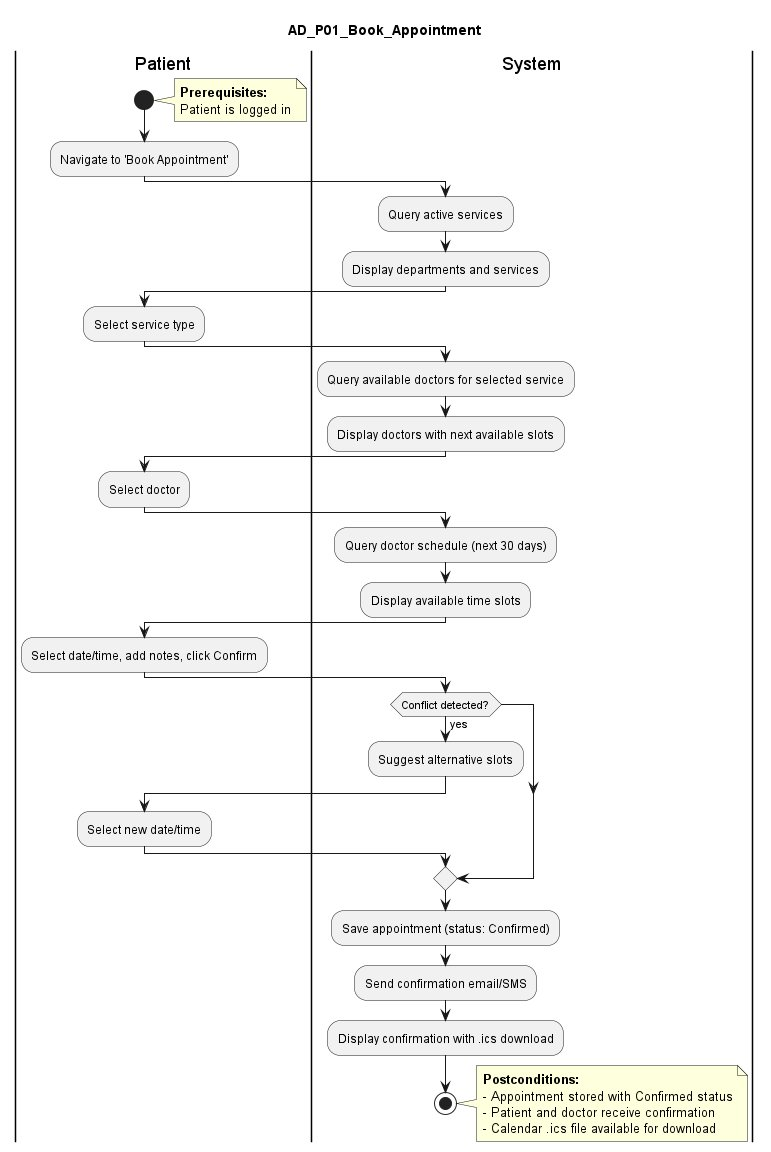 AD_P01_Book_Appointment
Patient
System
Prerequisites:
Patient is logged in
Navigate to 'Book Appointment'
Query active services
Display departments and services
Select service type
Query available doctors for selected service
Display doctors with next available slots
Select doctor
Query doctor schedule (next 30 days)
Display available time slots
Select date/time, add notes, click Confirm
Conflict detected?
yes
Suggest alternative slots
Select new date/time
Save appointment (status: Confirmed)
Send confirmation email/SMS
Display confirmation with .ics download
Postconditions:
- Appointment stored with Confirmed status
- Patient and doctor receive confirmation
- Calendar .ics file available for download